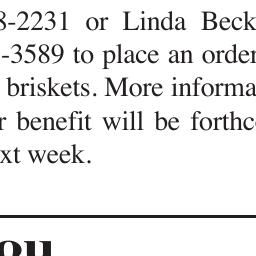 8-2231 or Linda Beck
-3589 to place an order
briskets. More informa
r benefit will be forthc
xt week.
ou